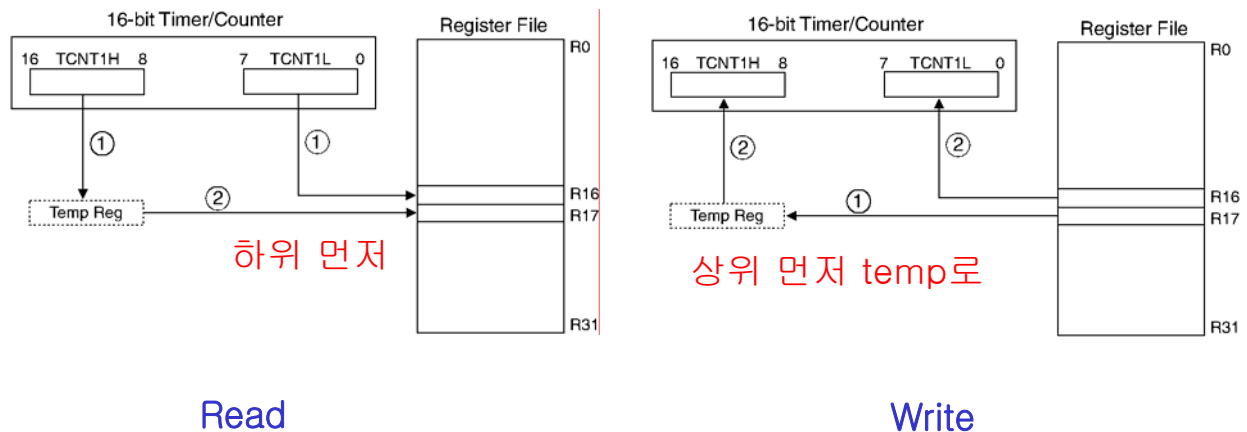 16-bit Timer/Counter
Register File
16 TCNT1H 8
7 TCNT1L 0
R0
①
①
R16
Temp Reg
②
R17
하위 먼저
R31
Read
16-bit Timer/Counter
Register File
16 TCNT1H 8
7 TCNT1L 0
R0
②
②
R16
Temp Reg
①
R17
상위 먼저 temp로
R31
Write